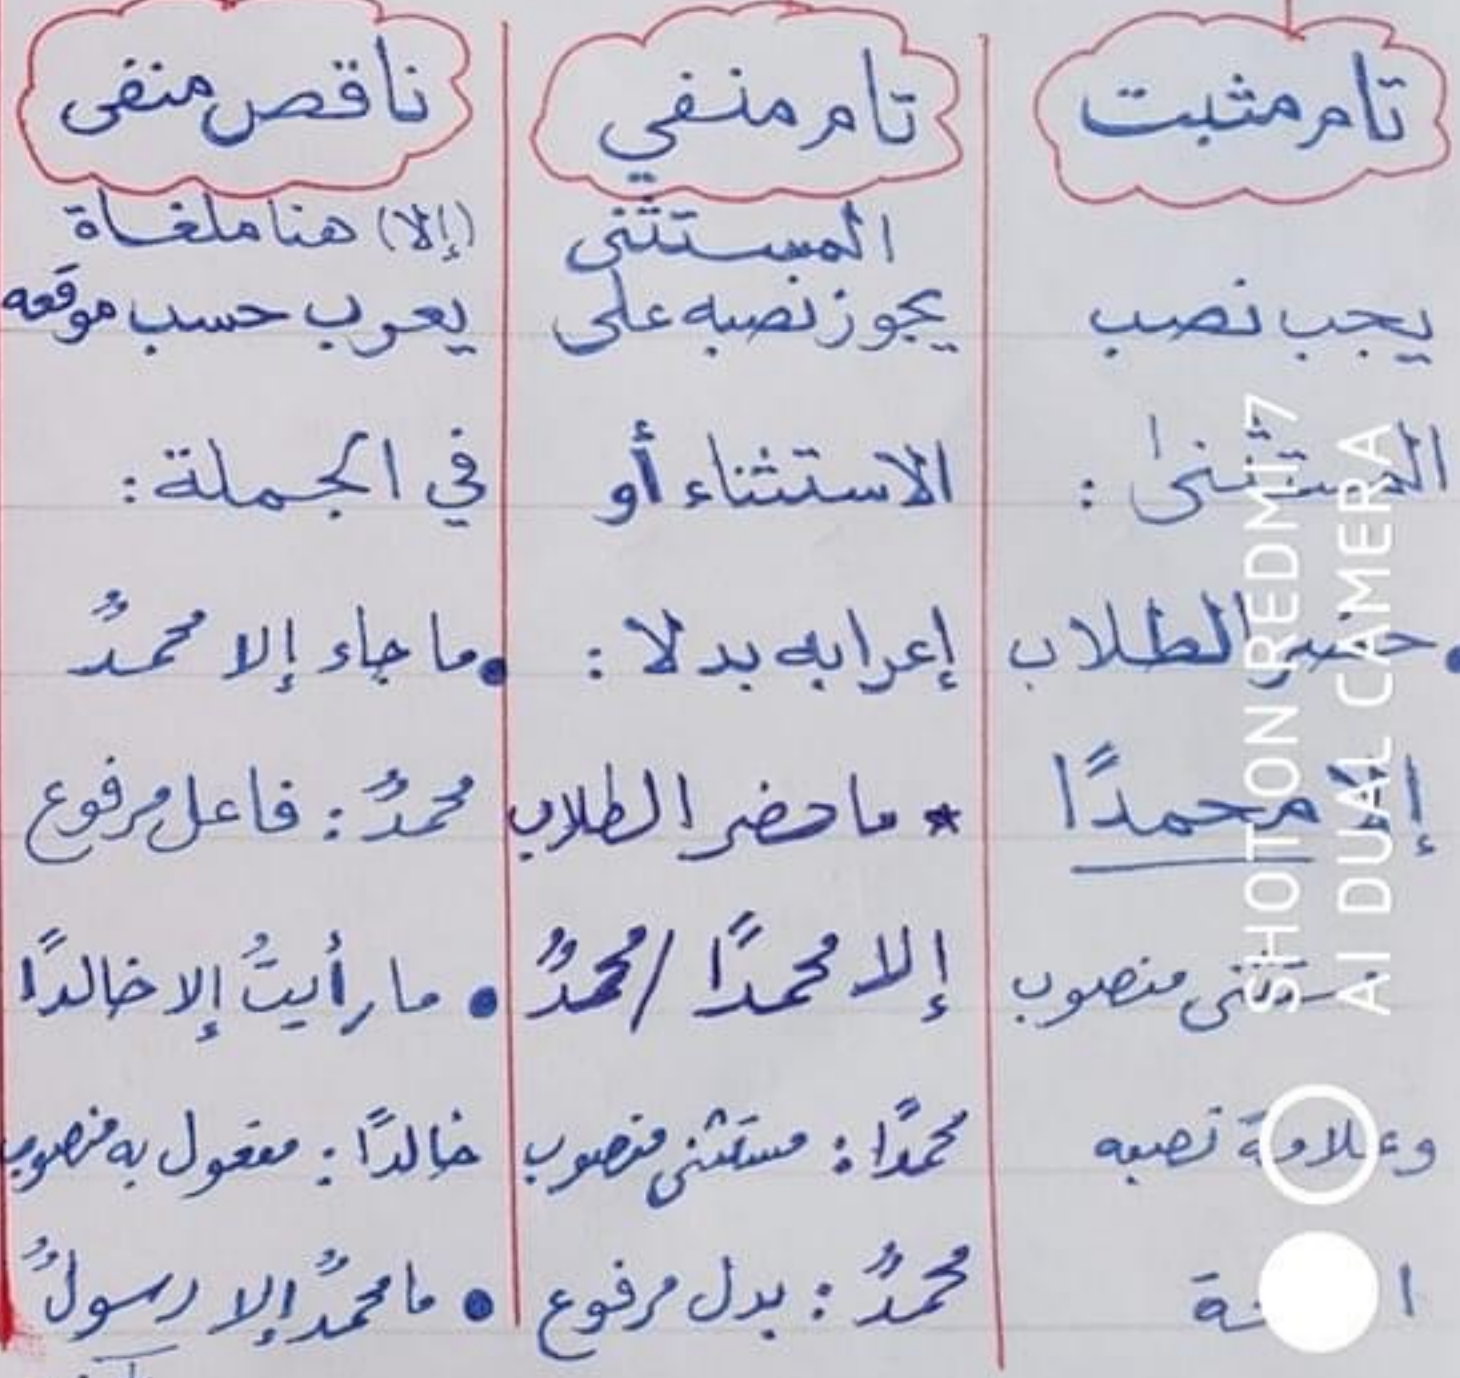 تام مثبت
يجب نصب
المستثنى :
• حضر الطلاب
إلا محمدًا
مستثنى منصوب
وعلامة نصبه
تام منفي
المستثنى
يجوز نصبه على
الاستثناء أو
إعرابه بدلا :
* ما حضر الطلاب
إلا محمدًا / محمدٌ
محمدًا : مستثنى منصوب
محمدٌ : بدل مرفوع
ناقص منفى
(إلا) هنا ملغاة
يعرب حسب موقعه
في الجملة :
• ما جاء إلا محمدٌ
محمدٌ : فاعل مرفوع
• ما رأيتُ إلا خالدًا
خالدًا : مفعول به منصوب
• ما محمدٌ إلا رسولٌ
SHOT ON REDMI 7
AI DUAL CAMERA